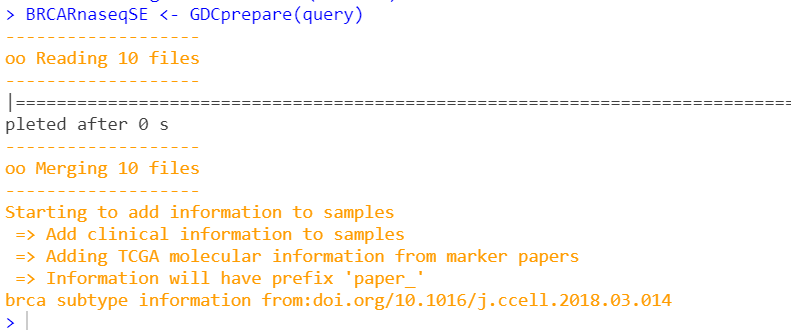 > BRCARnaseqSE <- GDCprepare(query)
-------------------
oo Reading 10 files
-------------------
|============================================================================
pleted after 0 s
-------------------
oo Merging 10 files
-------------------
Starting to add information to samples
 => Add clinical information to samples
 => Adding TCGA molecular information from marker papers
 => Information will have prefix 'paper_'
brca subtype information from:doi.org/10.1016/j.ccell.2018.03.014
>